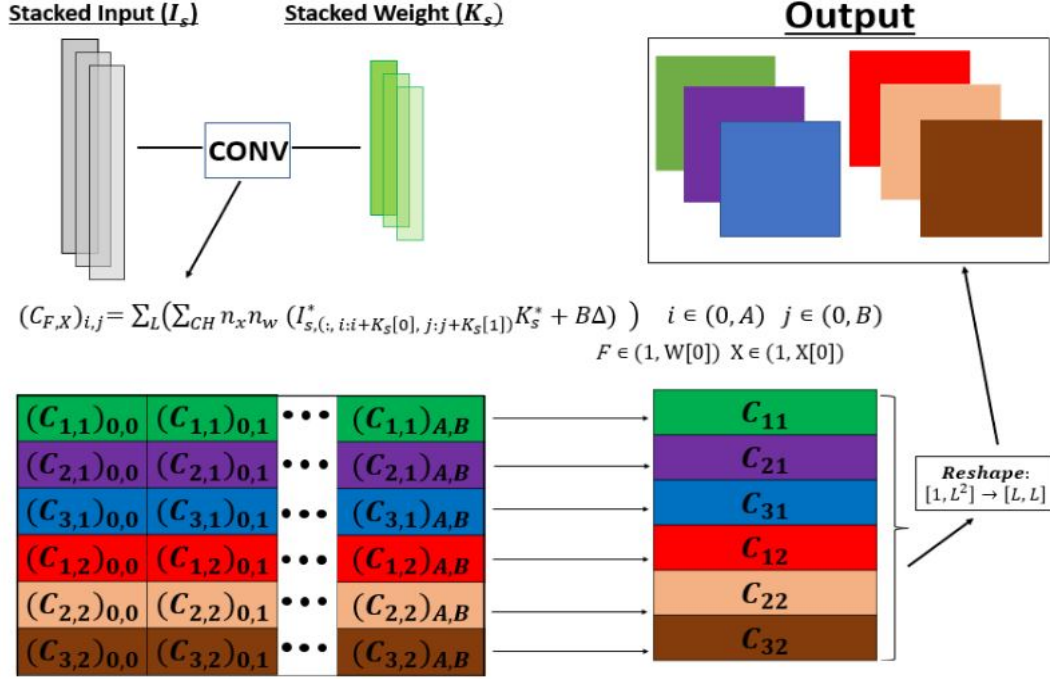 Stacked Input (I_s)
Stacked Weight (K_s)
Output
CONV
(C_{F,X})_{i,j} = ∑_L(∑_{CH} n_x n_w (I*_{s,(:, i:i+K_s[0], j:j+K_s[1])}K*_s + BΔ) ) i ∈ (0, A) j ∈ (0, B)
F ∈ (1, W[0]) X ∈ (1, X[0])
(C_{1,1})_{0,0} (C_{1,1})_{0,1} ••• (C_{1,1})_{A,B} C_{11}
(C_{2,1})_{0,0} (C_{2,1})_{0,1} ••• (C_{2,1})_{A,B} C_{21}
(C_{3,1})_{0,0} (C_{3,1})_{0,1} ••• (C_{3,1})_{A,B} C_{31}
(C_{1,2})_{0,0} (C_{1,2})_{0,1} ••• (C_{1,2})_{A,B} C_{12}
(C_{2,2})_{0,0} (C_{2,2})_{0,1} ••• (C_{2,2})_{A,B} C_{22}
(C_{3,2})_{0,0} (C_{3,2})_{0,1} ••• (C_{3,2})_{A,B} C_{32}
Reshape:
[1, L²] → [L, L]